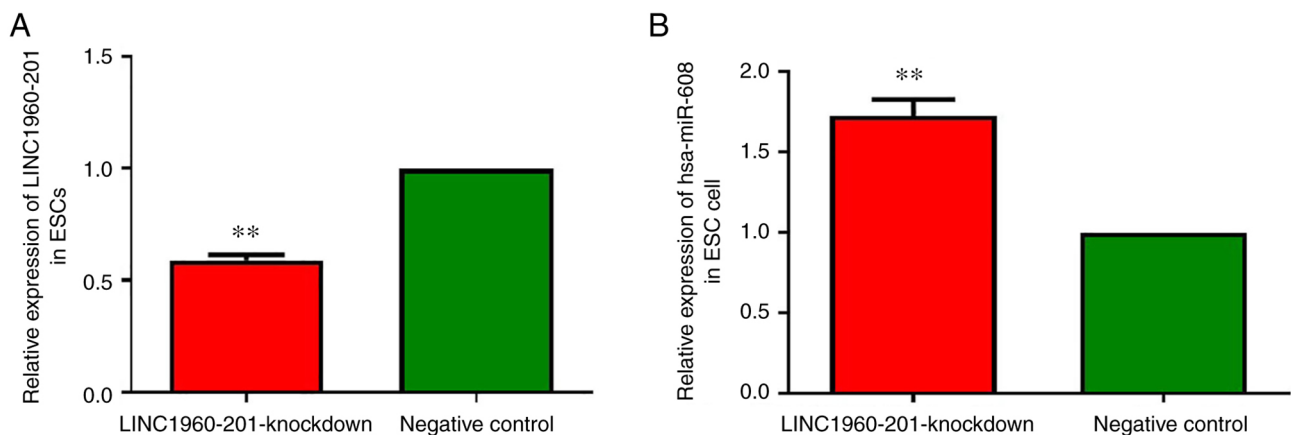 A
Relative expression of LINC1960-201
in ESCs
1.5
1.0
0.5
0.0
**
LINC1960-201-knockdown
Negative control
B
Relative expression of hsa-miR-608
in ESC cell
2.0
1.5
1.0
0.5
0.0
**
LINC1960-201-knockdown
Negative control